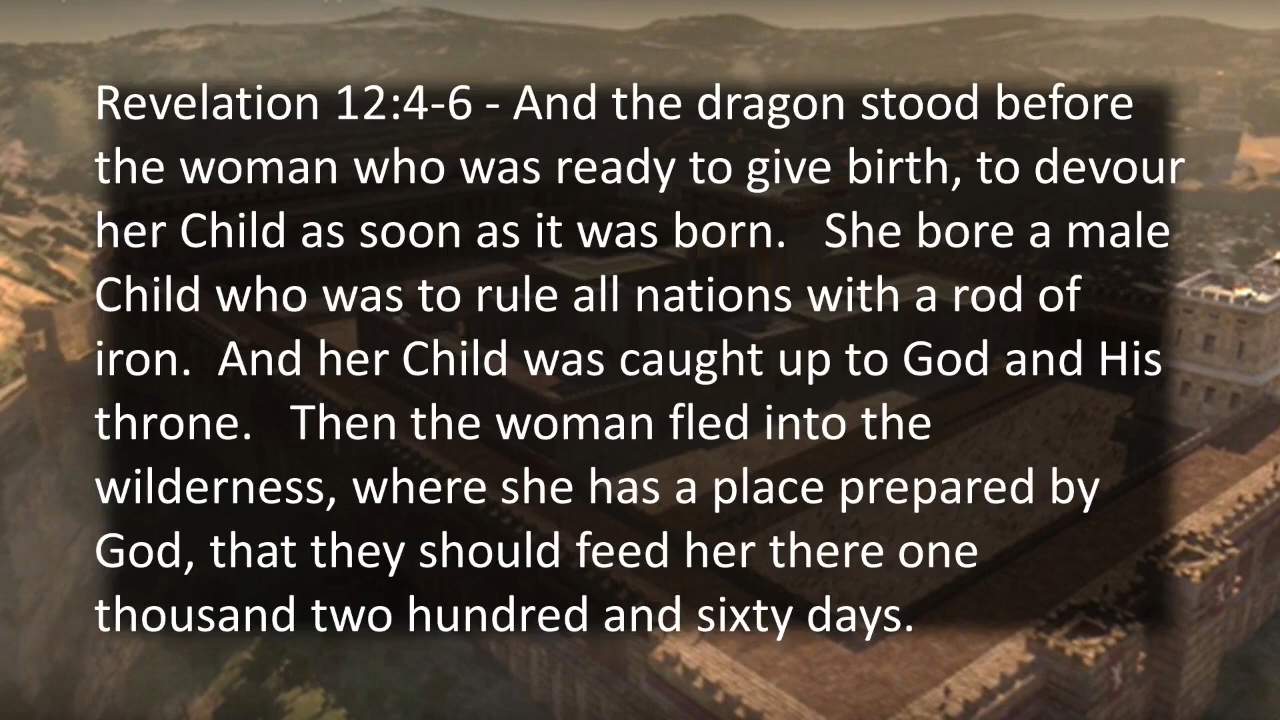 Revelation 12:4-6 - And the dragon stood before
the woman who was ready to give birth, to devour
her Child as soon as it was born.   She bore a male
Child who was to rule all nations with a rod of
iron.  And her Child was caught up to God and His
throne.   Then the woman fled into the
wilderness, where she has a place prepared by
God, that they should feed her there one
thousand two hundred and sixty days.